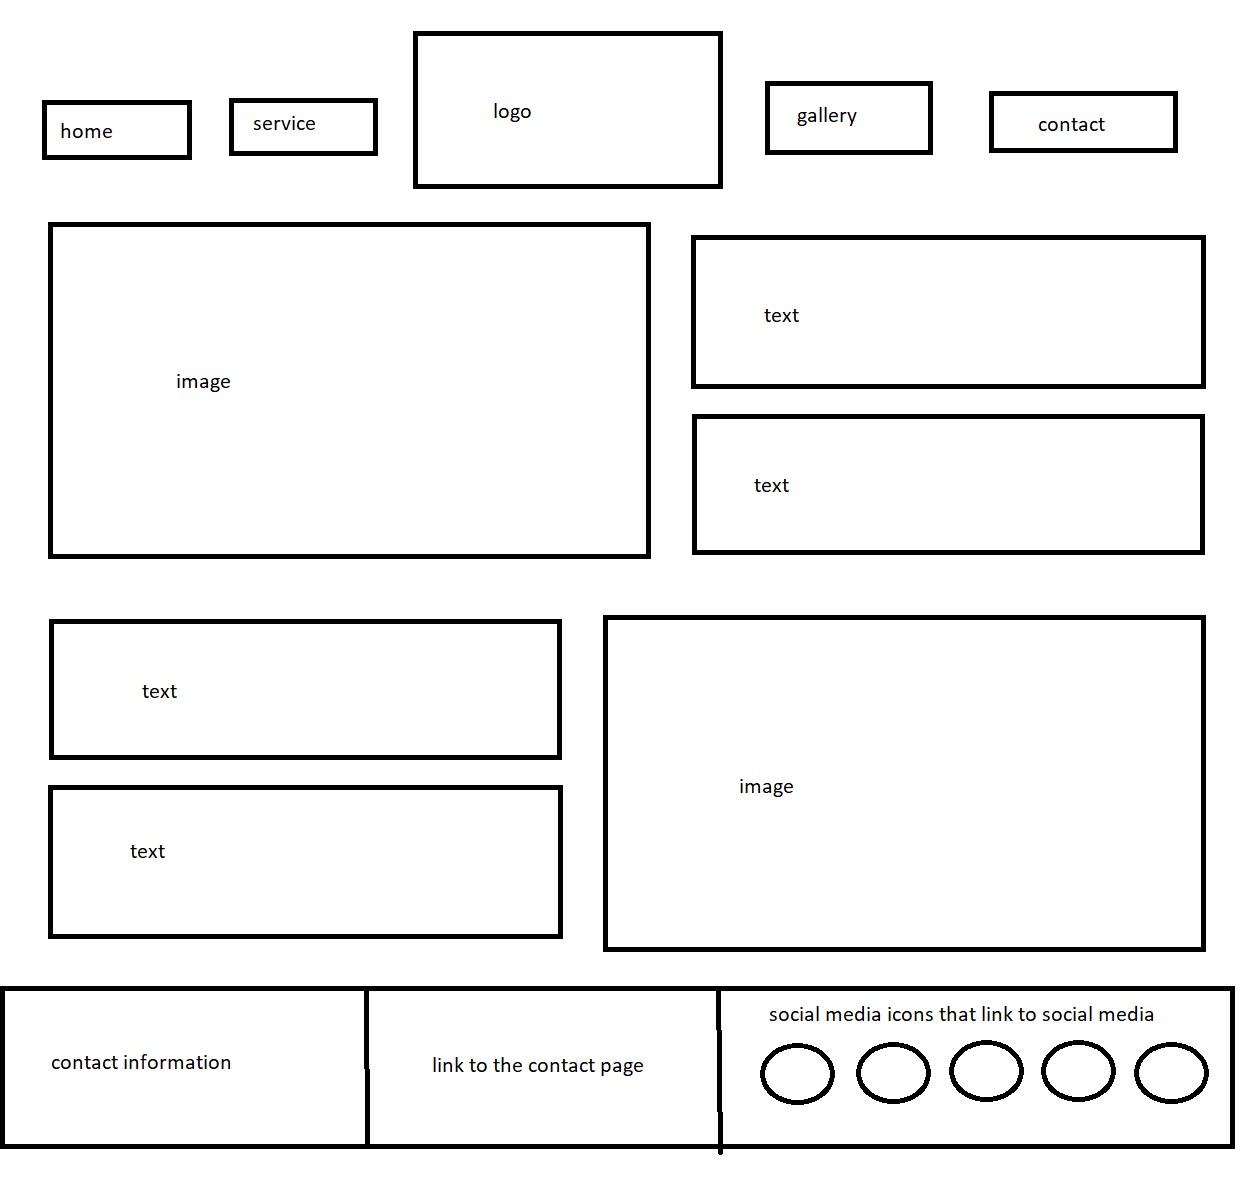 home
service
logo
gallery
contact
image
text
text
text
text
image
contact information
link to the contact page
social media icons that link to social media